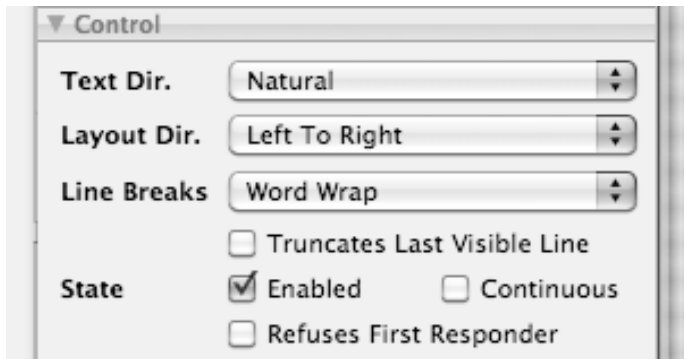 Control
Text Dir. Natural
Layout Dir. Left To Right
Line Breaks Word Wrap
Truncates Last Visible Line
State Enabled Continuous
Refuses First Responder